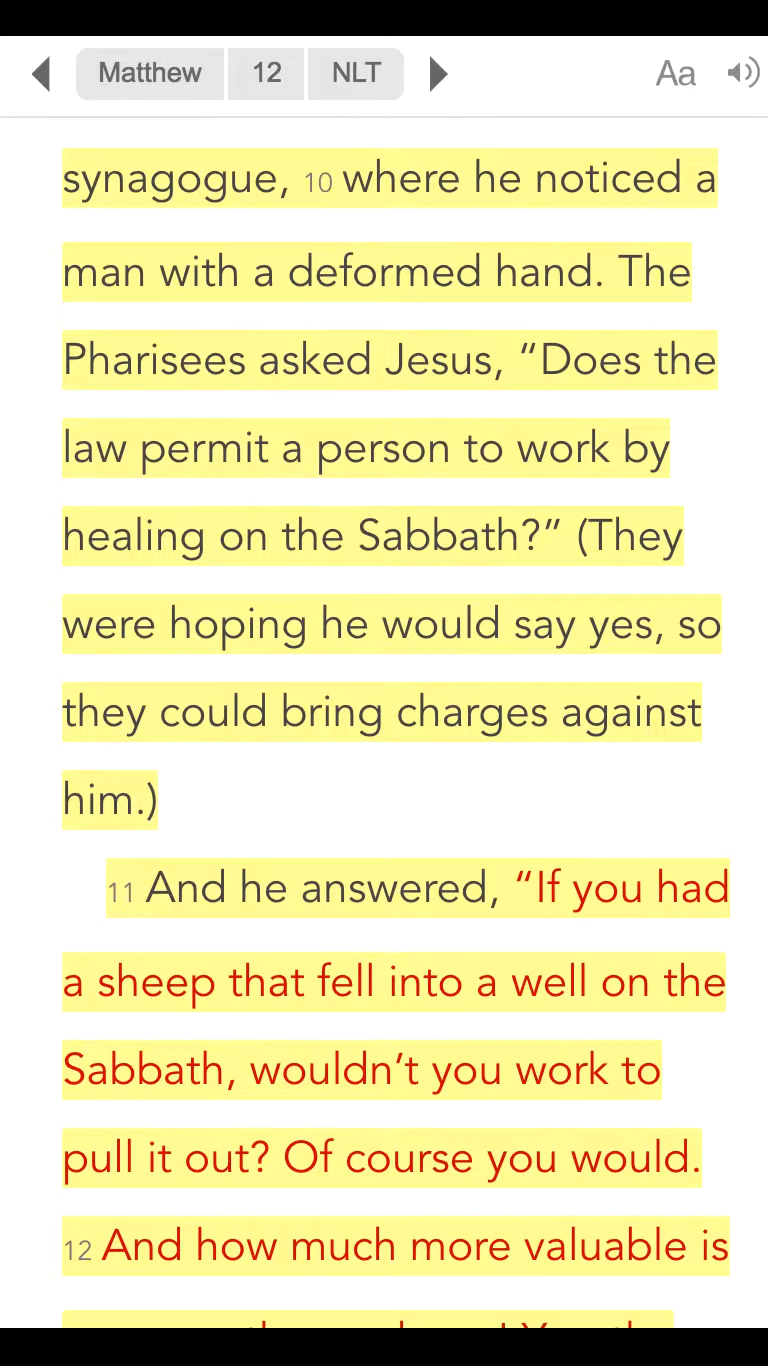 Matthew 12 NLT Aa
synagogue, 10 where he noticed a
man with a deformed hand. The
Pharisees asked Jesus, “Does the
law permit a person to work by
healing on the Sabbath?” (They
were hoping he would say yes, so
they could bring charges against
him.)
11 And he answered, “If you had
a sheep that fell into a well on the
Sabbath, wouldn’t you work to
pull it out? Of course you would.
12 And how much more valuable is